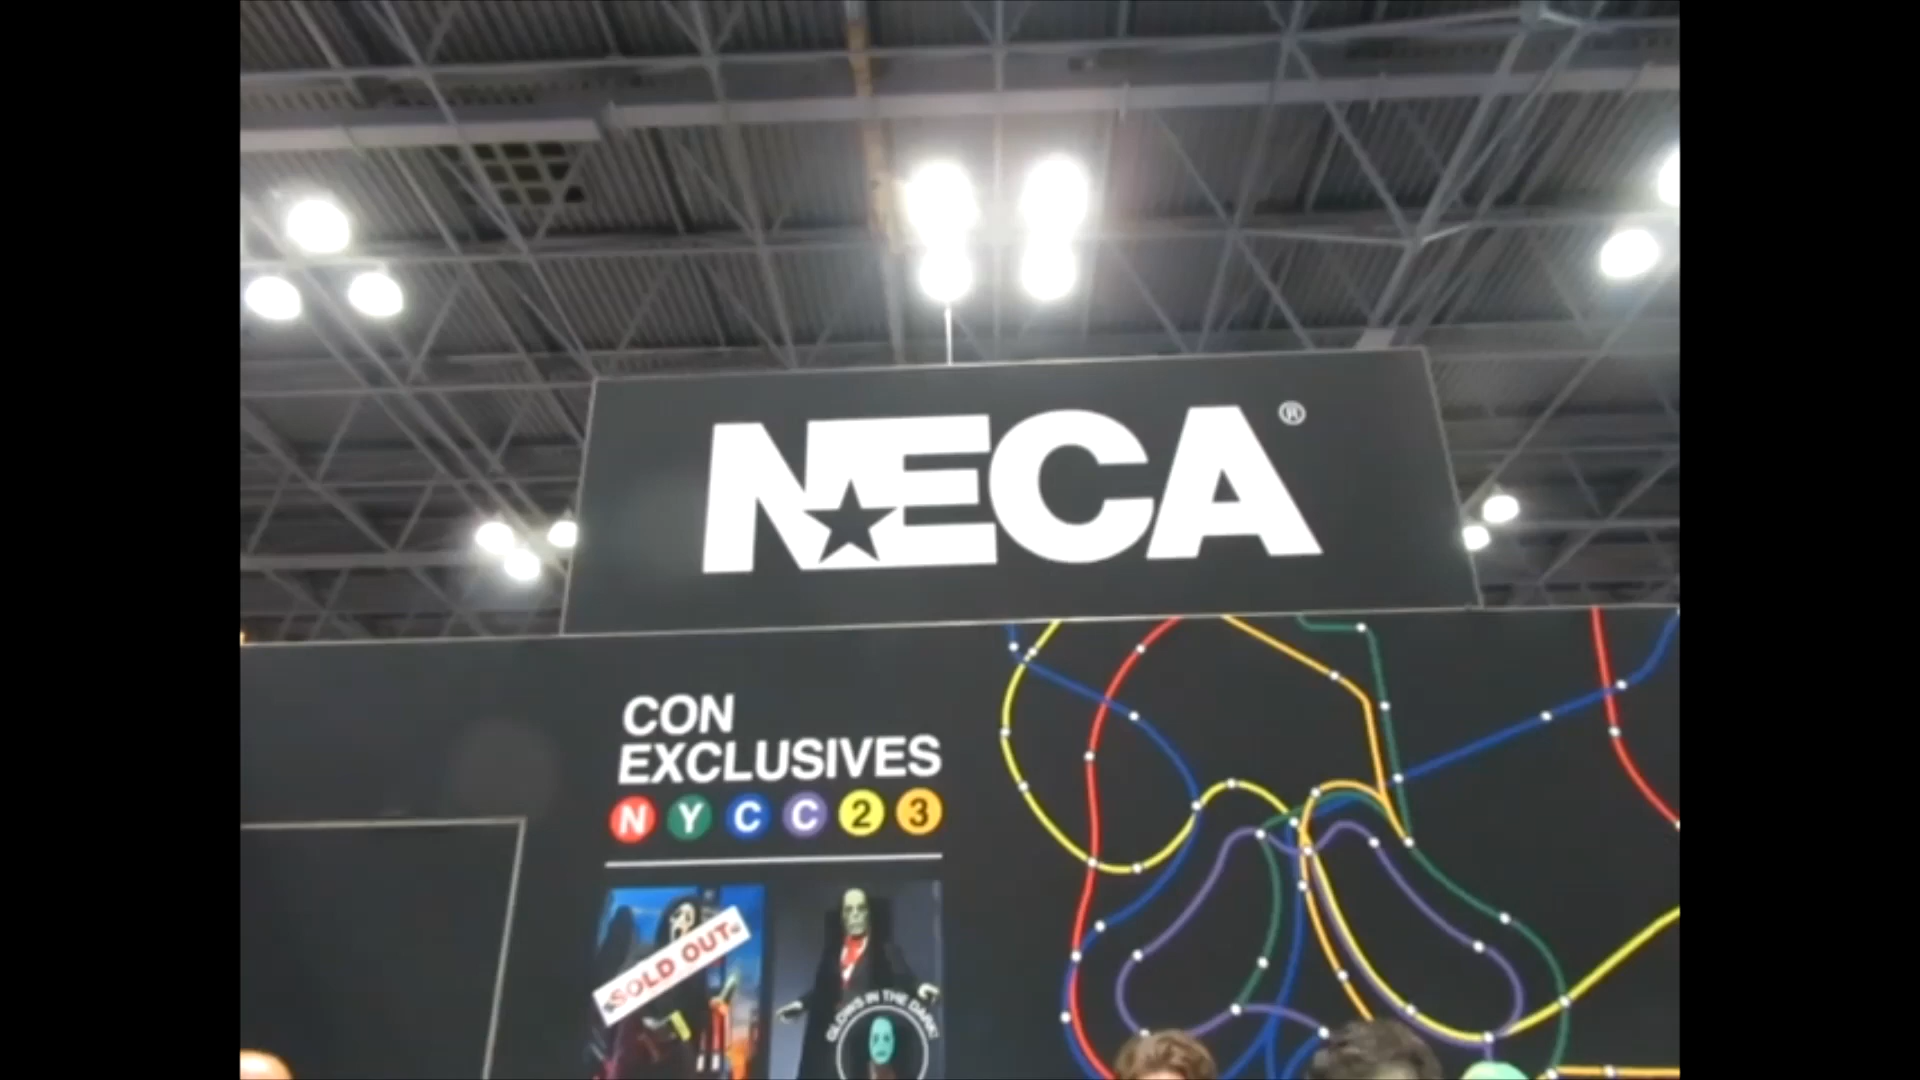 NECA®
CON
EXCLUSIVES
NYCC23
SOLD OUT
GLOWS IN THE DARK!